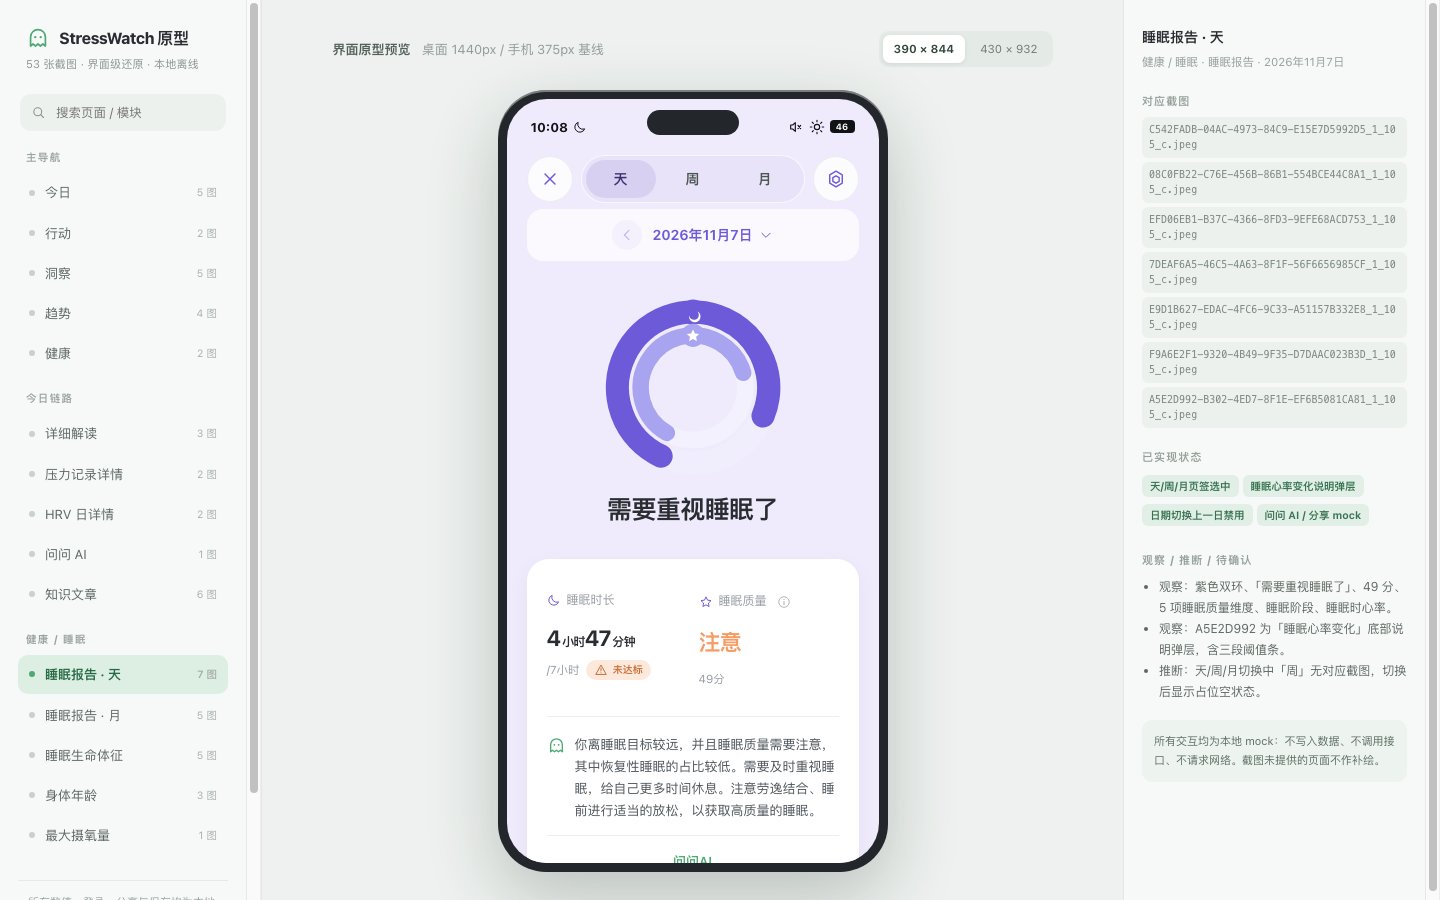 StressWatch 原型
53 张截图 · 界面级还原 · 本地离线
搜索页面 / 模块
主导航
今日 5 图
行动 2 图
洞察 5 图
趋势 4 图
健康 2 图
今日链路
详细解读 3 图
压力记录详情 2 图
HRV 日详情 2 图
问问 AI 1 图
知识文章 6 图
健康 / 睡眠
睡眠报告 · 天 7 图
睡眠报告 · 月 5 图
睡眠生命体征 5 图
身体年龄 3 图
最大摄氧量 1 图
界面原型预览 桌面 1440px / 手机 375px 基线
390 × 844 430 × 932
10:08 46
天 周 月
2026年11月7日
需要重视睡眠了
睡眠时长 睡眠质量
4小时47分钟 注意
/7小时 未达标 49分
你离睡眠目标较远，并且睡眠质量需要注意，
其中恢复性睡眠的占比较低。需要及时重视睡
眠，给自己更多时间休息。注意劳逸结合、睡
前进行适当的放松，以获取高质量的睡眠。
问问AI
睡眠报告 · 天
健康 / 睡眠 · 睡眠报告 · 2026年11月7日
对应截图
C542FADB-04AC-4973-84C9-E15E7D5992D5_1_10
5_c.jpeg
08C0FB22-C76E-456B-86B1-554BCE44C8A1_1_10
5_c.jpeg
EFD06EB1-B37C-4366-8FD3-9EFE68ACD753_1_10
5_c.jpeg
7DEAF6A5-46C5-4A63-8F1F-56F6656985CF_1_10
5_c.jpeg
E9D1B627-EDAC-4FC6-9C33-A51157B332E8_1_10
5_c.jpeg
F9A6E2F1-9320-4B49-9F35-D7DAAC023B3D_1_10
5_c.jpeg
A5E2D992-B302-4ED7-8F1E-EF6B5081CA81_1_10
5_c.jpeg
已实现状态
天/周/月页签选中 睡眠心率变化说明弹层
日期切换上一日禁用 问问 AI / 分享 mock
观察 / 推断 / 待确认
观察：紫色双环、「需要重视睡眠了」、49 分、
5 项睡眠质量维度、睡眠阶段、睡眠时心率。
观察：A5E2D992 为「睡眠心率变化」底部说
明弹层，含三段阈值条。
推断：天/周/月切换中「周」无对应截图，切换
后显示占位空状态。
所有交互均为本地 mock：不写入数据、不调用接
口、不请求网络。截图未提供的页面不作补绘。